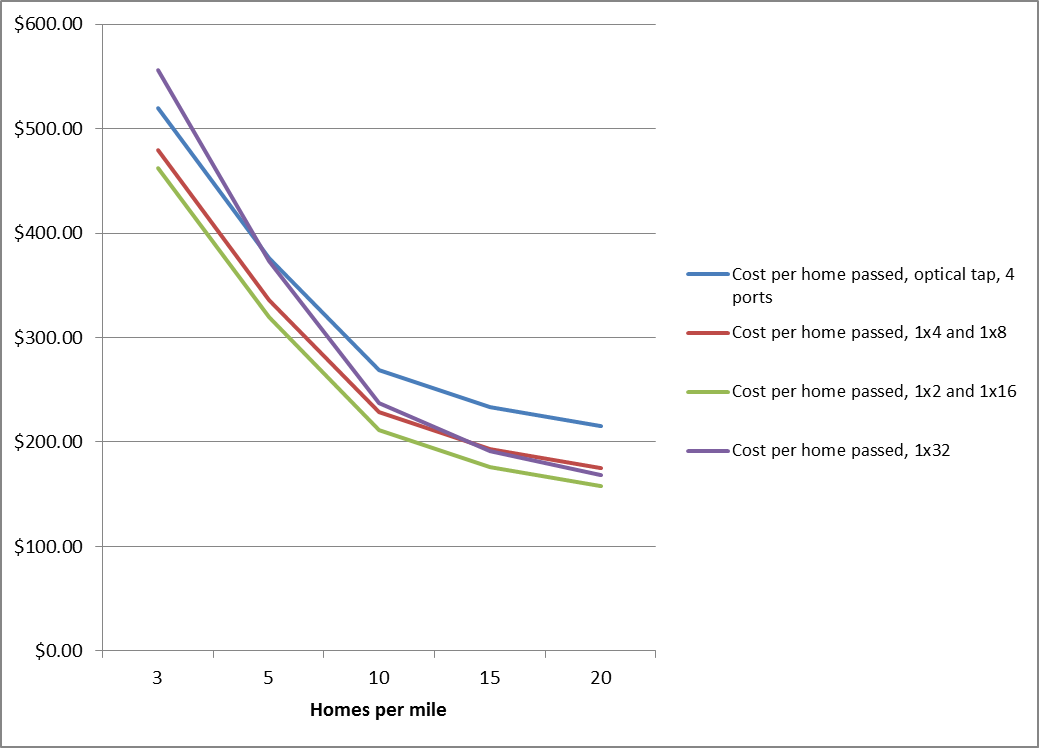 $600.00
$500.00
$400.00
$300.00
$200.00
$100.00
$0.00
3 5 10 15 20
Homes per mile
Cost per home passed, optical tap, 4
ports
Cost per home passed, 1x4 and 1x8
Cost per home passed, 1x2 and 1x16
Cost per home passed, 1x32